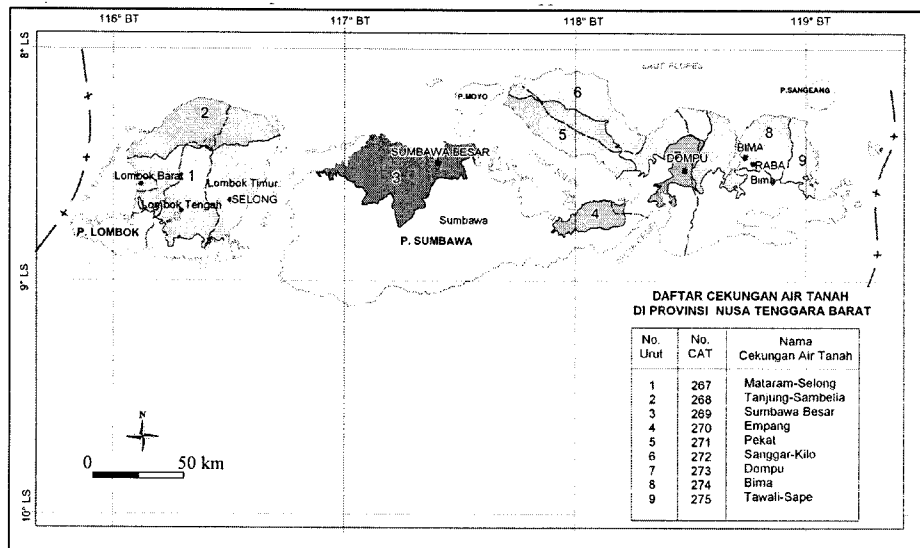 116° BT 117° BT 118° BT 119° BT
8° LS
LAUT FLORES
6
P.MOYO
P.SANGEANG
2
5
SUMBAWA BESAR
DOMPU
BIMA
8
9
RABA
Bima
1
3
Lombok Barat
Lombok Timur
SELONG
Lombok Tengah
Sumbawa
4
P. LOMBOK
P. SUMBAWA
9° LS
DAFTAR CEKUNGAN AIR TANAH
DI PROVINSI NUSA TENGGARA BARAT
No. Urut No. CAT Nama Cekungan Air Tanah
1 267 Mataram-Selong
2 268 Tanjung-Sambelia
3 269 Sumbawa Besar
4 270 Empang
5 271 Pekat
6 272 Sanggar-Kilo
7 273 Dompu
8 274 Bima
9 275 Tawali-Sape
N
0 50 km
10° LS